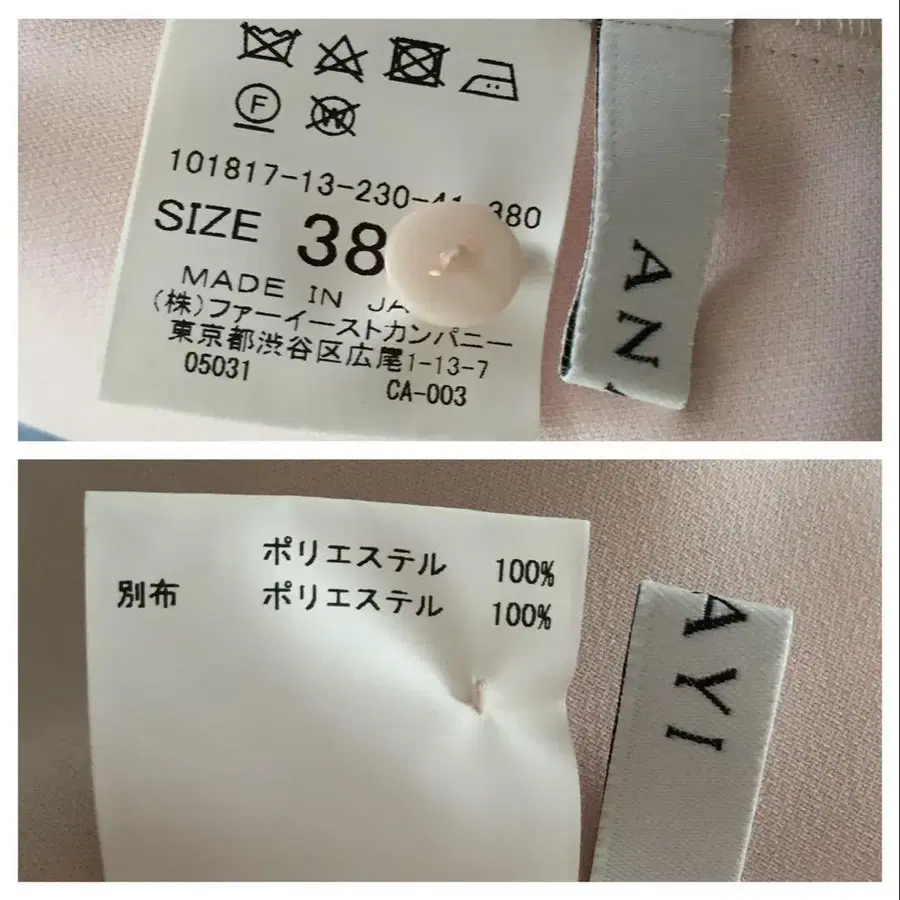 F
W
101817-13-230-41-380
SIZE 38
MADE IN JA
(株)ファーイーストカンパニー
東京都渋谷区広尾1-13-7
05031 CA-003
AN
ポリエステル 100%
別布 ポリエステル 100%
AYI